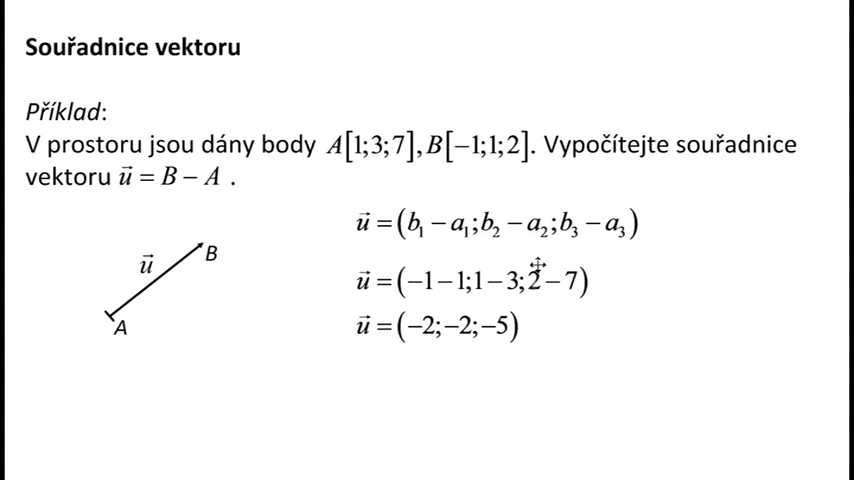 Souřadnice vektoru
Příklad:
V prostoru jsou dány body A[1;3;7], B[−1;1;2]. Vypočítejte souřadnice
vektoru u⃗ = B − A .
u⃗ = (b₁ − a₁; b₂ − a₂; b₃ − a₃)
u⃗ = (−1−1; 1−3; 2−7)
u⃗ = (−2; −2; −5)
B
u⃗
A